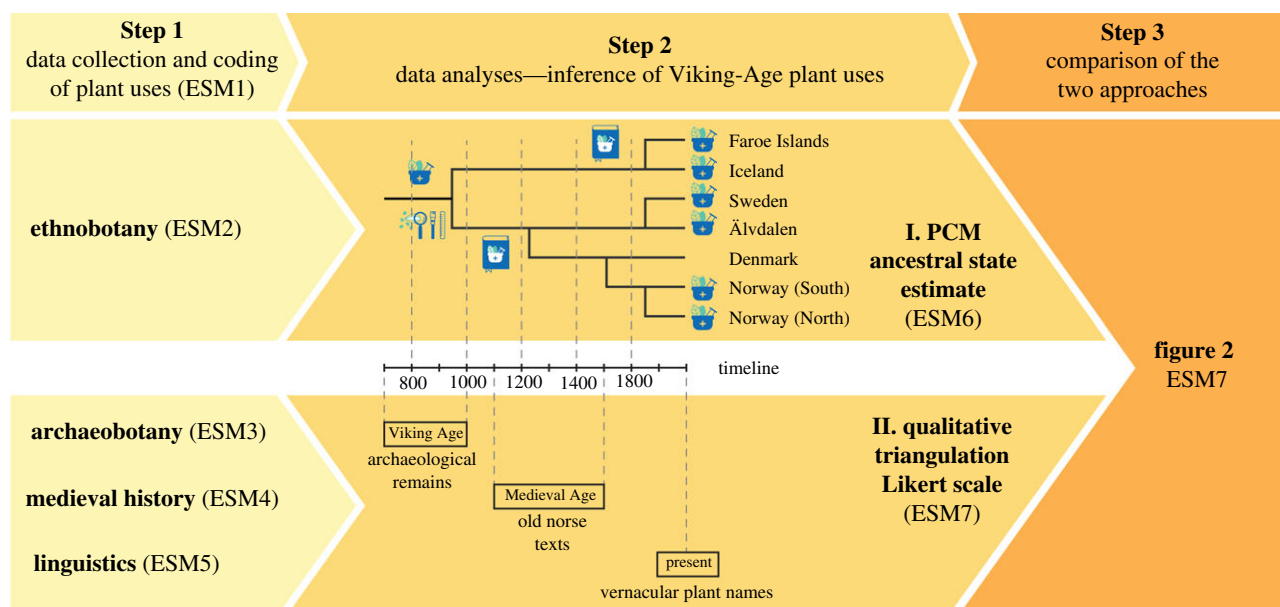 Step 1
data collection and coding
of plant uses (ESM1)
Step 2
data analyses—inference of Viking-Age plant uses
Step 3
comparison of the
two approaches
ethnobotany (ESM2)
Faroe Islands
Iceland
Sweden
Älvdalen
Denmark
Norway (South)
Norway (North)
I. PCM
ancestral state
estimate
(ESM6)
800
1000
1200
1400
1800
timeline
figure 2
ESM7
archaeobotany (ESM3)
medieval history (ESM4)
linguistics (ESM5)
Viking Age
archaeological
remains
Medieval Age
old norse
texts
present
vernacular plant names
II. qualitative
triangulation
Likert scale
(ESM7)